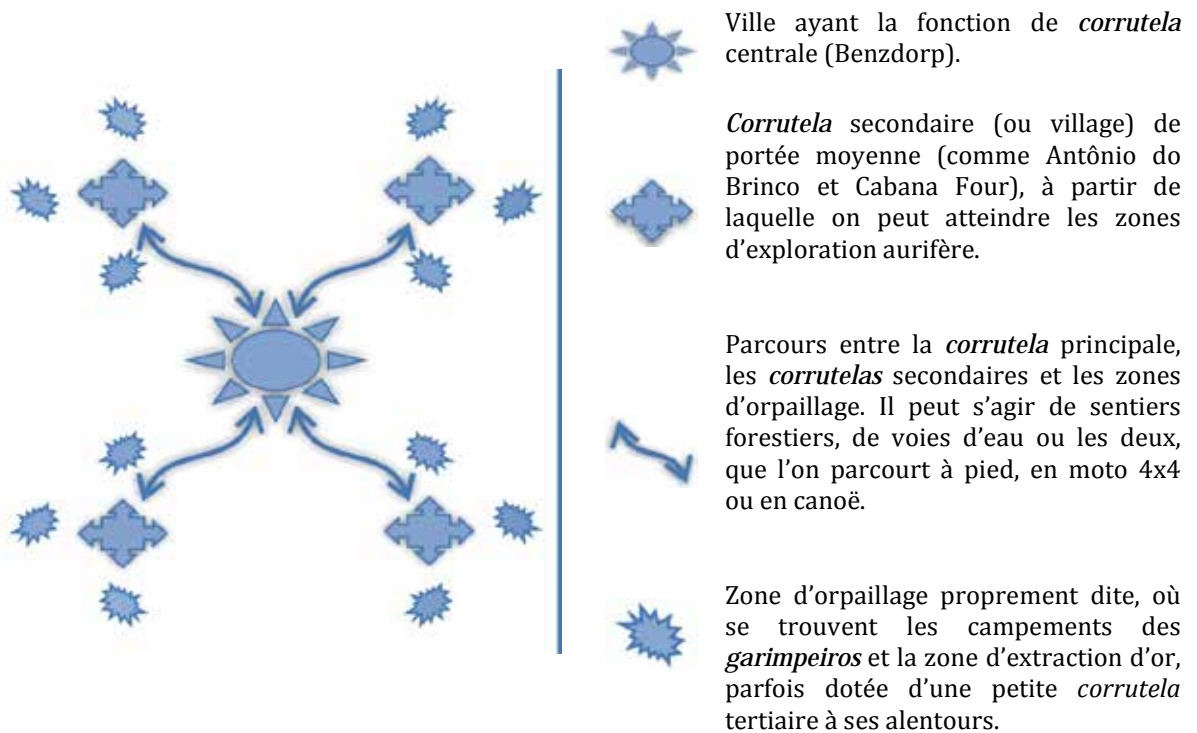 Ville ayant la fonction de corrutela
centrale (Benzdorp).
Corrutela secondaire (ou village) de
portée moyenne (comme Antônio do
Brinco et Cabana Four), à partir de
laquelle on peut atteindre les zones
d'exploration aurifère.
Parcours entre la corrutela principale,
les corrutelas secondaires et les zones
d'orpaillage. Il peut s'agir de sentiers
forestiers, de voies d'eau ou les deux,
que l'on parcourt à pied, en moto 4x4
ou en canoë.
Zone d'orpaillage proprement dite, où
se trouvent les campements des
garimpeiros et la zone d'extraction d'or,
parfois dotée d'une petite corrutela
tertiaire à ses alentours.